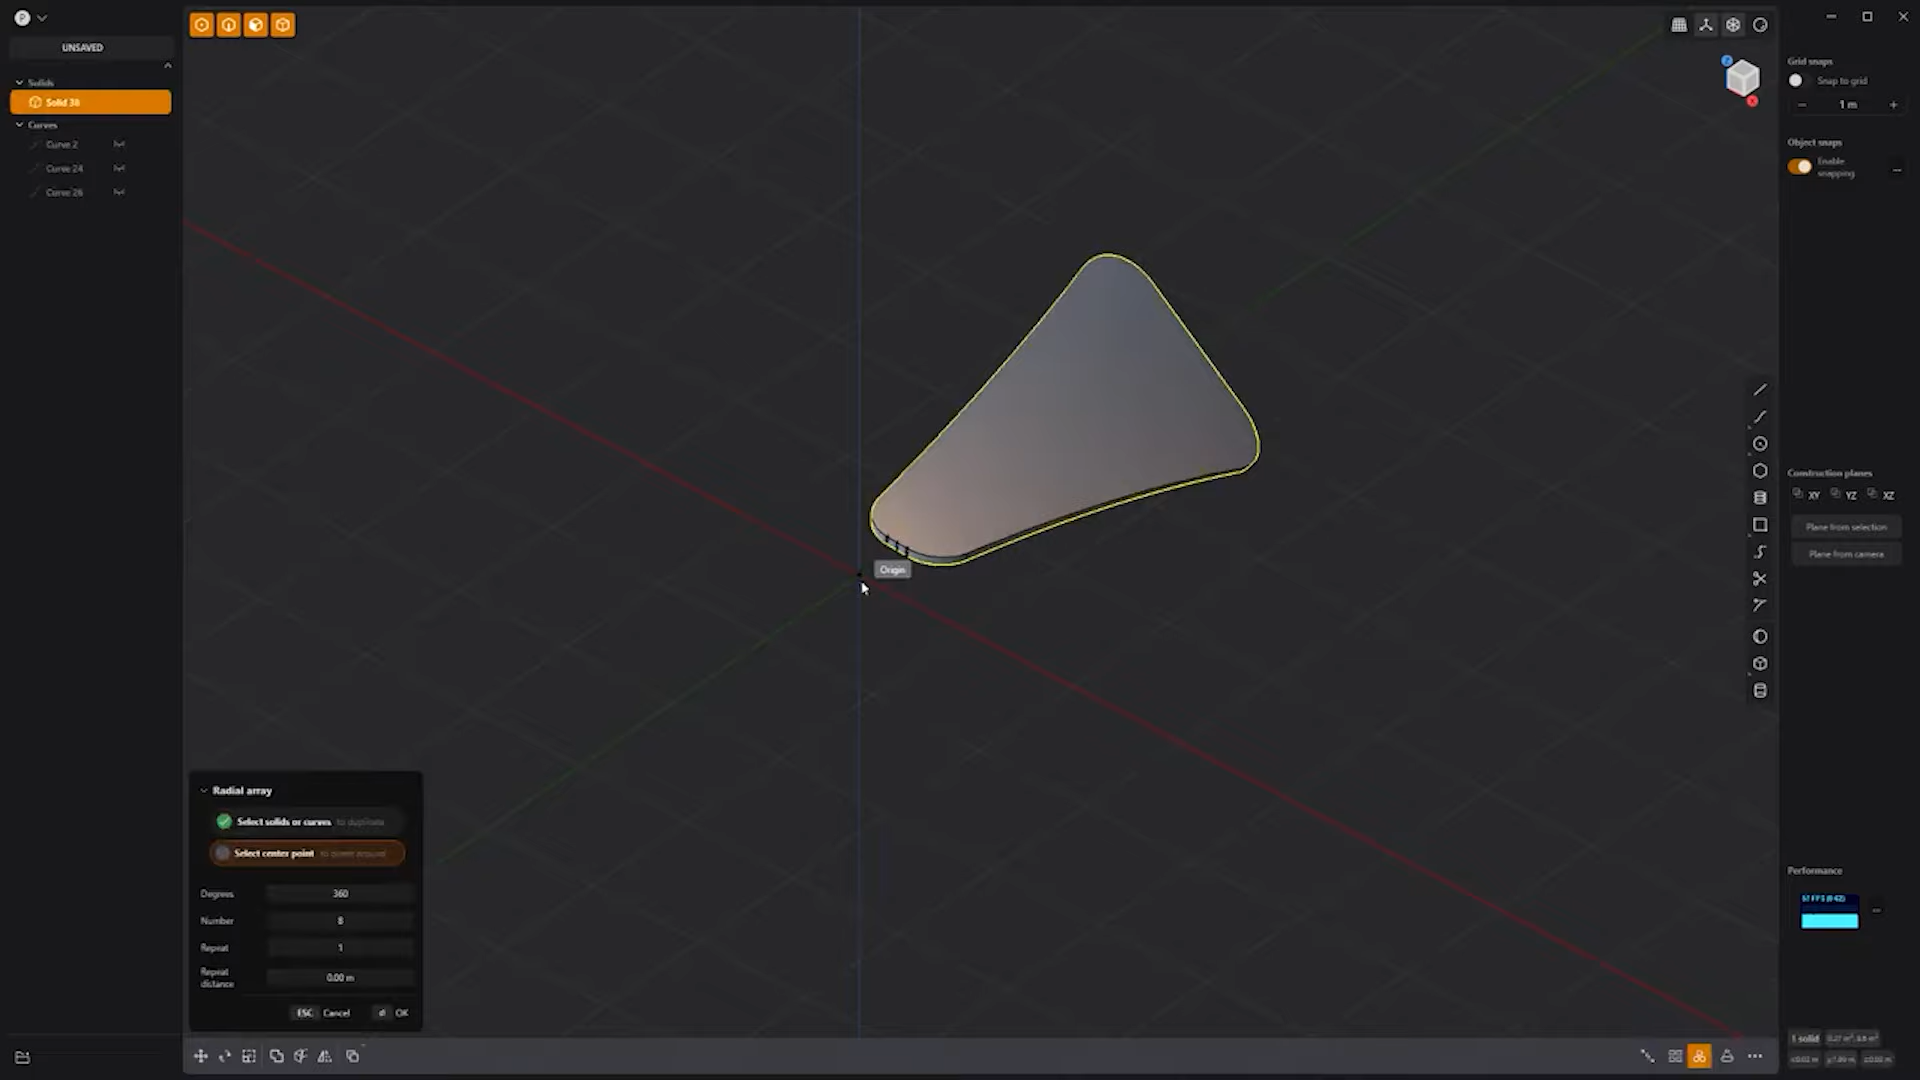 P
UNSAVED
Solids
Solid 38
Curves
Curve 2
Curve 24
Curve 26
Grid snaps
Snap to grid
− 1 m +
Object snaps
Enable
snapping
Construction planes
XY YZ XZ
Plane from selection
Plane from camera
Origin
Radial array
Select solids or curves to duplicate
Select center point
Degrees 360
Number 8
Repeat 1
Repeat
distance 0.00 m
ESC Cancel OK
Performance
1 solid